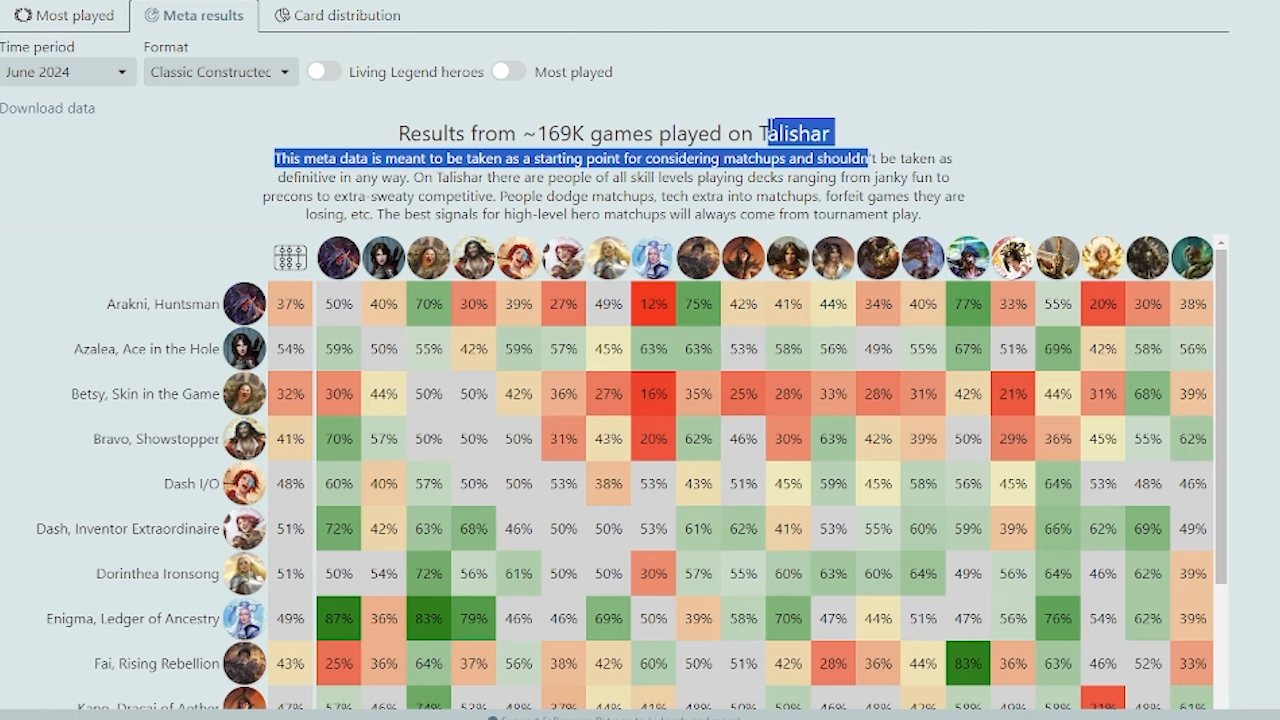 Most played Meta results Card distribution
Time period Format
June 2024 Classic Constructec Living Legend heroes Most played
Download data
Results from ~169K games played on Talishar
This meta data is meant to be taken as a starting point for considering matchups and shouldn't be taken as
definitive in any way. On Talishar there are people of all skill levels playing decks ranging from janky fun to
precons to extra-sweaty competitive. People dodge matchups, tech extra into matchups, forfeit games they are
losing, etc. The best signals for high-level hero matchups will always come from tournament play.
Arakni, Huntsman 37% 50% 40% 70% 30% 39% 27% 49% 12% 75% 42% 41% 44% 34% 40% 77% 33% 55% 20% 30% 38%
Azalea, Ace in the Hole 54% 59% 50% 55% 42% 59% 57% 45% 63% 63% 53% 58% 56% 49% 55% 67% 51% 69% 42% 58% 56%
Betsy, Skin in the Game 32% 30% 44% 50% 50% 42% 36% 27% 16% 35% 25% 28% 33% 28% 31% 42% 21% 44% 31% 68% 39%
Bravo, Showstopper 41% 70% 57% 50% 50% 50% 31% 43% 20% 62% 46% 30% 63% 42% 39% 50% 29% 36% 45% 55% 62%
Dash I/O 48% 60% 40% 57% 50% 50% 53% 38% 53% 43% 51% 45% 59% 45% 58% 56% 45% 64% 53% 48% 46%
Dash, Inventor Extraordinaire 51% 72% 42% 63% 68% 46% 50% 50% 53% 61% 62% 41% 53% 55% 60% 59% 39% 66% 62% 69% 49%
Dorinthea Ironsong 51% 50% 54% 72% 56% 61% 50% 50% 30% 57% 55% 60% 63% 60% 64% 49% 56% 64% 46% 62% 39%
Enigma, Ledger of Ancestry 49% 87% 36% 83% 79% 46% 46% 69% 50% 39% 58% 70% 47% 44% 51% 47% 56% 76% 54% 62% 39%
Fai, Rising Rebellion 43% 25% 36% 64% 37% 56% 38% 42% 60% 50% 51% 42% 28% 36% 44% 83% 36% 63% 46% 52% 33%